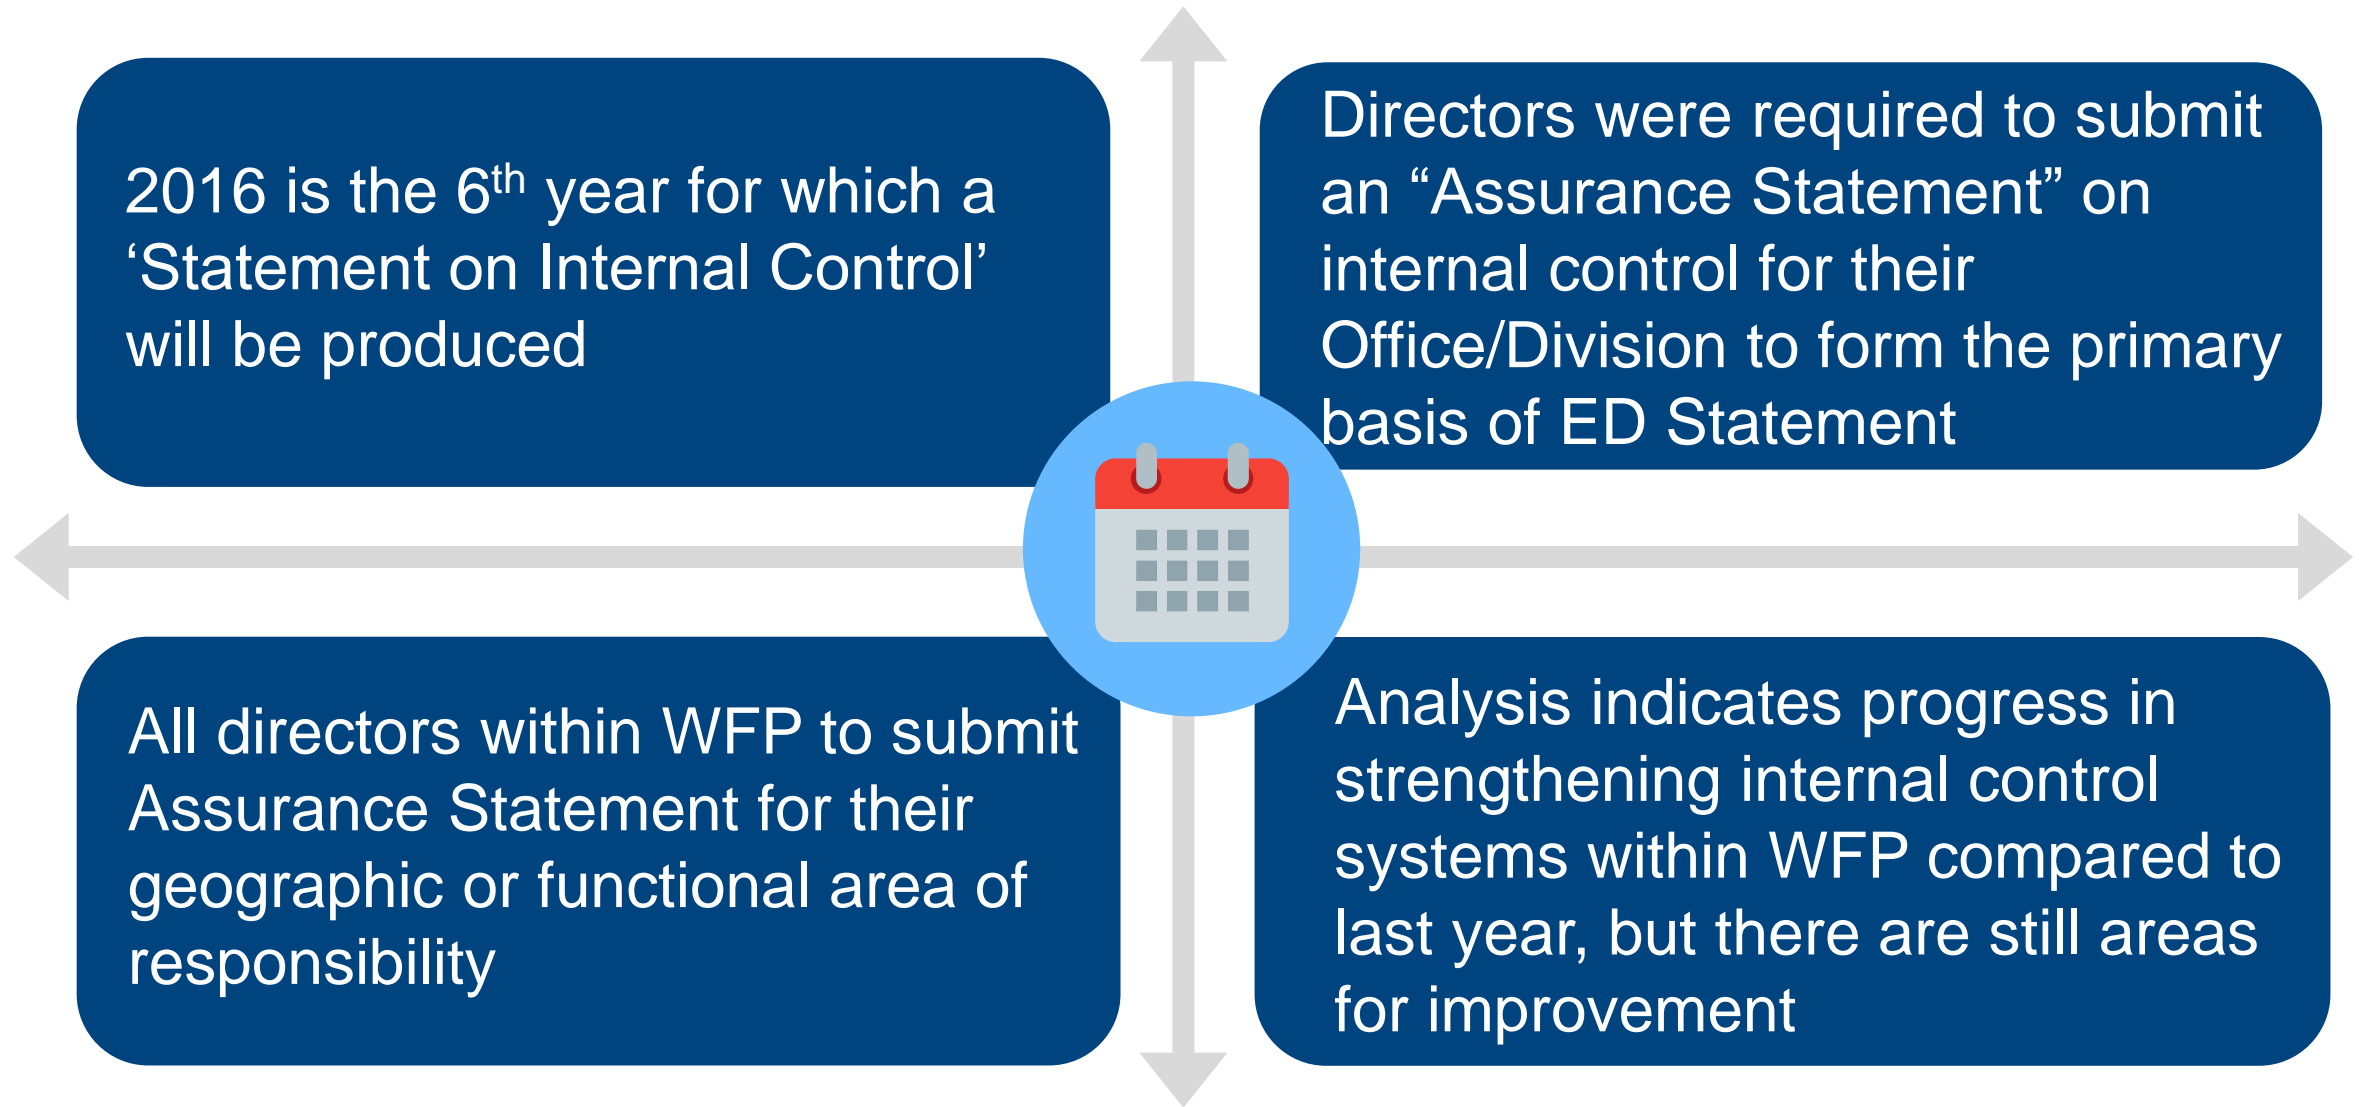 2016 is the 6th year for which a
‘Statement on Internal Control’
will be produced
Directors were required to submit
an “Assurance Statement” on
internal control for their
Office/Division to form the primary
basis of ED Statement
All directors within WFP to submit
Assurance Statement for their
geographic or functional area of
responsibility
Analysis indicates progress in
strengthening internal control
systems within WFP compared to
last year, but there are still areas
for improvement